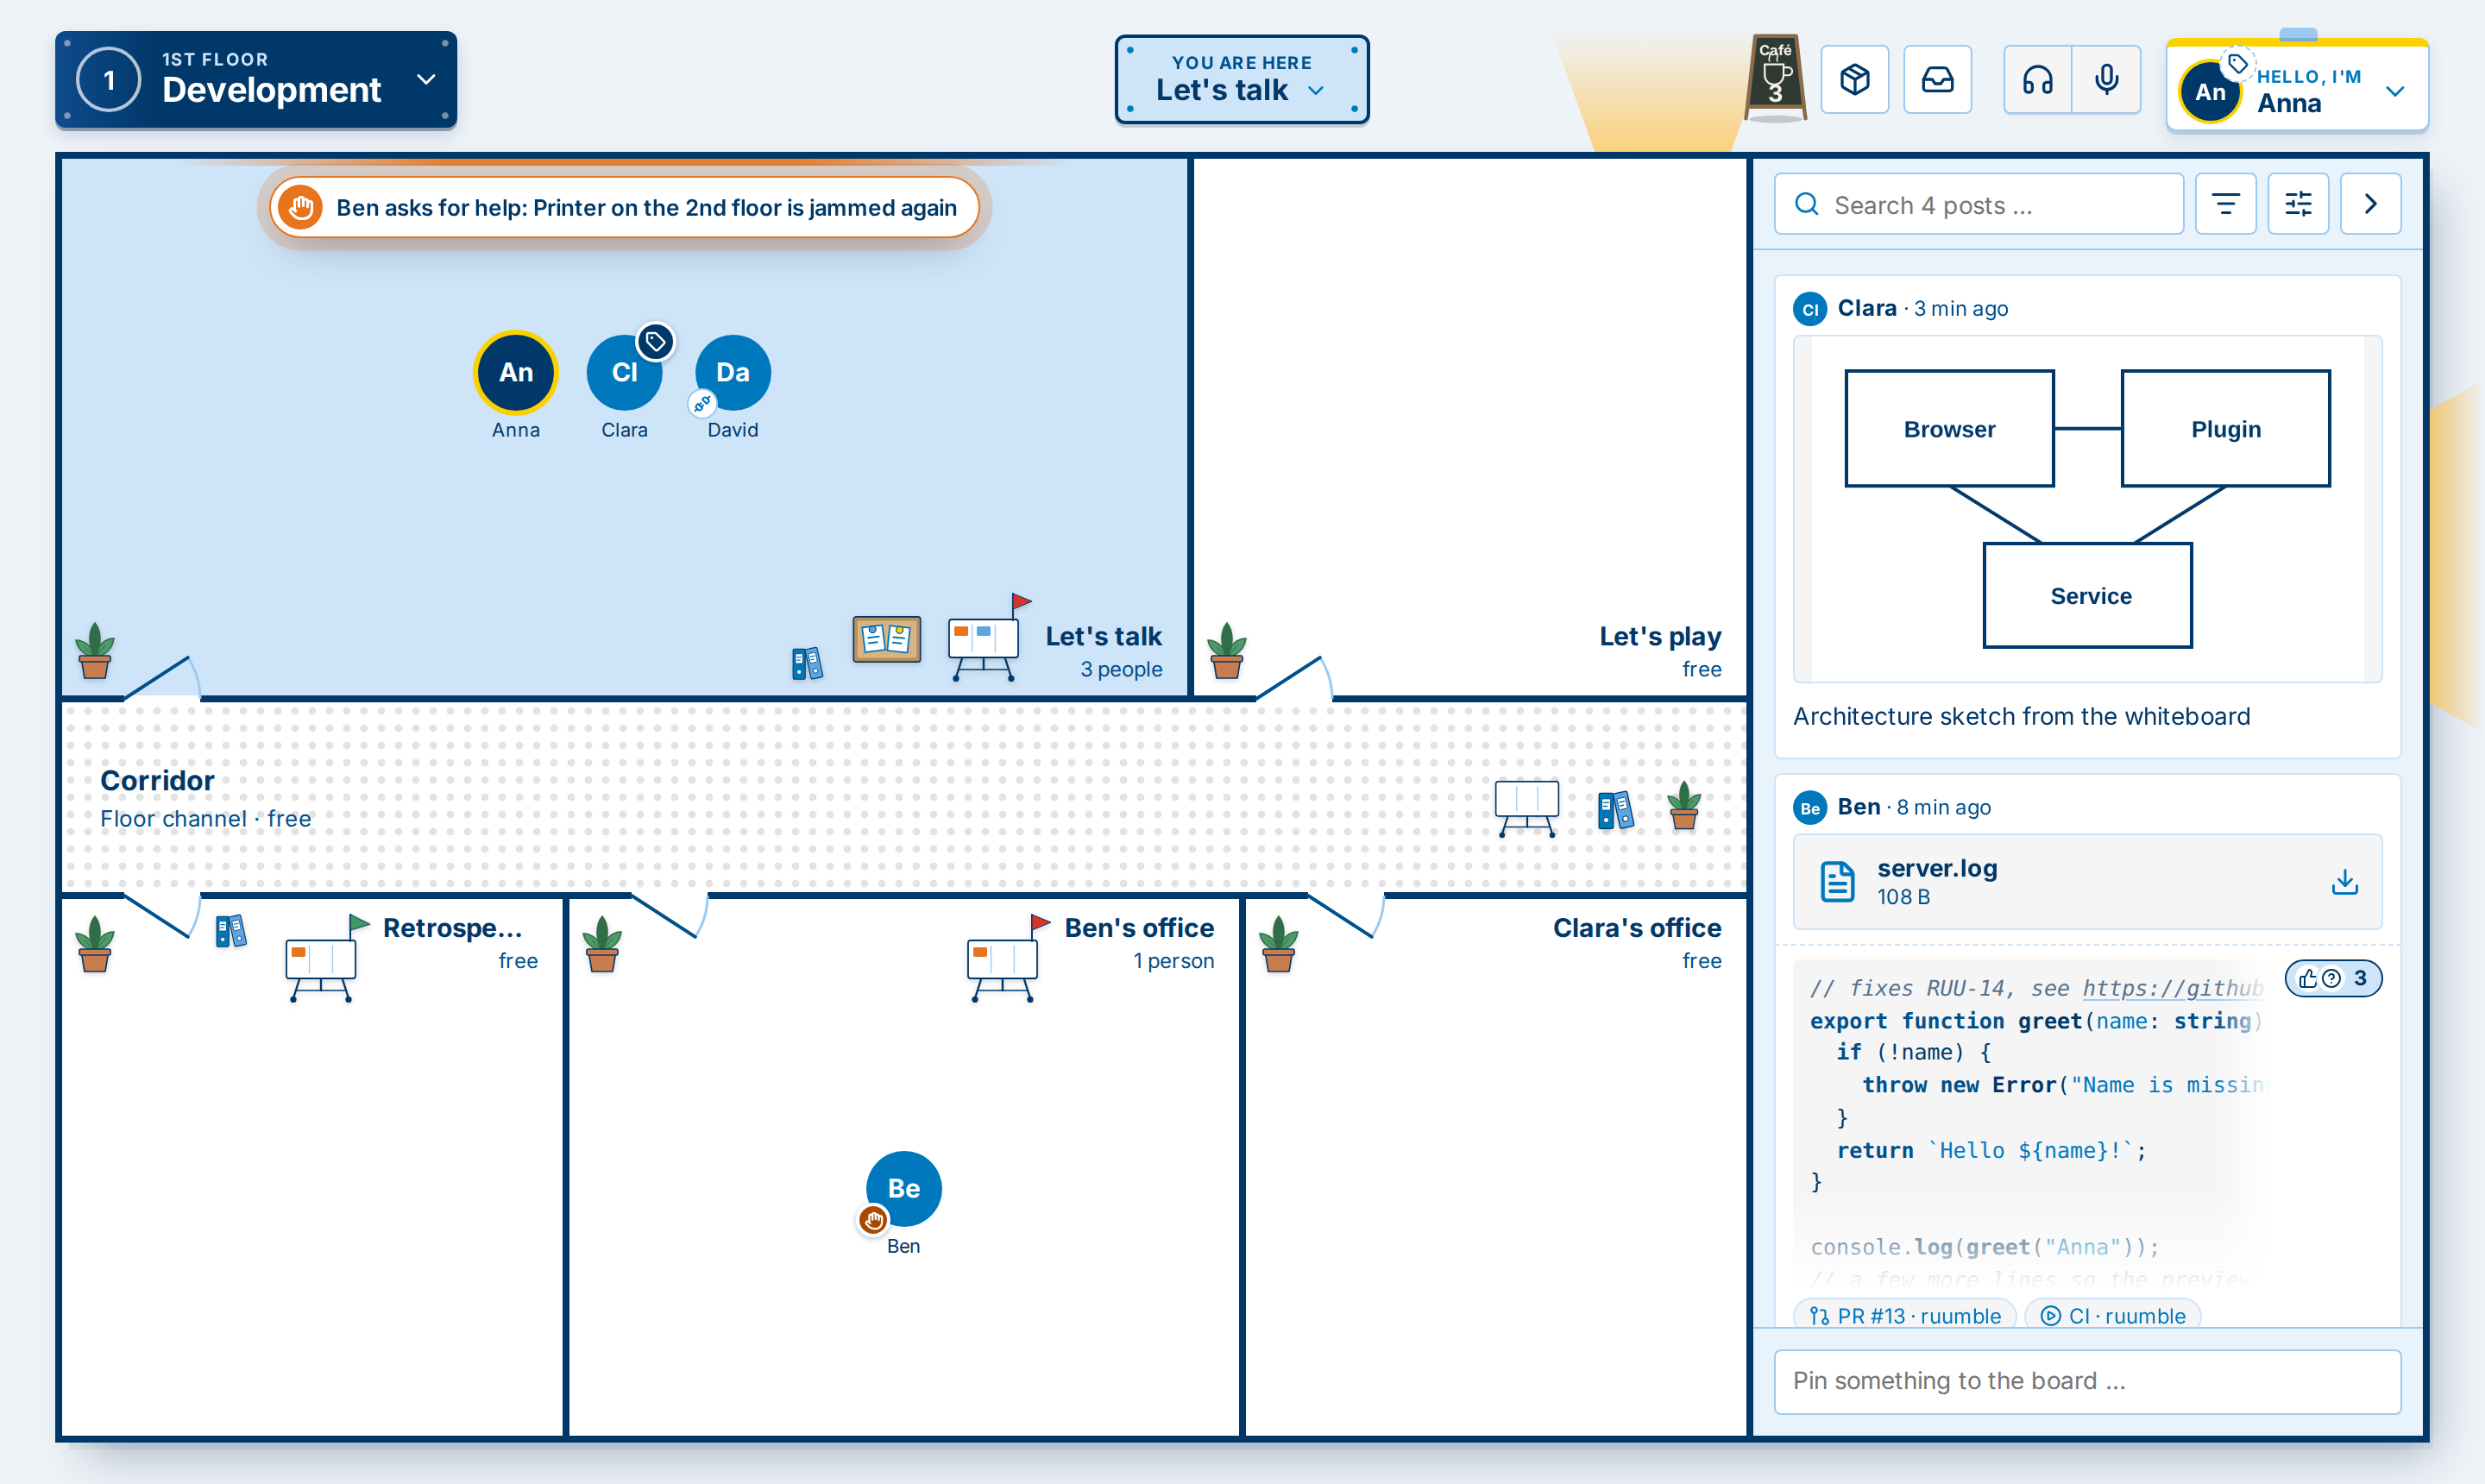 1
1ST FLOOR
Development
YOU ARE HERE
Let's talk
Café
3
An
HELLO, I'M
Anna
Ben asks for help: Printer on the 2nd floor is jammed again
An
Cl
Da
Anna
Clara
David
Let's talk
3 people
Let's play
free
Corridor
Floor channel · free
Retrospe...
free
Ben's office
1 person
Clara's office
free
Be
Ben
Search 4 posts ...
Cl Clara · 3 min ago
Browser
Plugin
Service
Architecture sketch from the whiteboard
Be Ben · 8 min ago
server.log
108 B
3
// fixes RUU-14, see https://github
export function greet(name: string)
if (!name) {
throw new Error("Name is missin
}
return `Hello ${name}!`;
}
console.log(greet("Anna"));
// a few more lines so the preview
PR #13 · ruumble
CI · ruumble
Pin something to the board ...